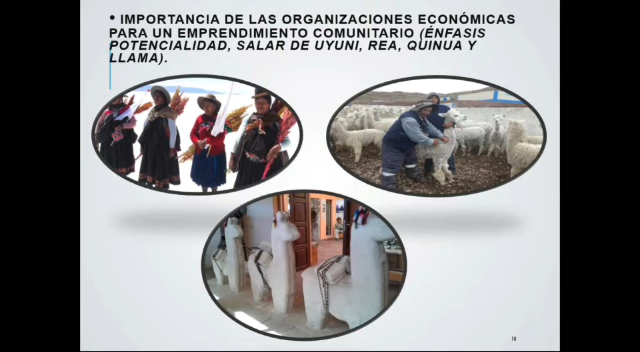 • IMPORTANCIA DE LAS ORGANIZACIONES ECONÓMICAS
PARA UN EMPRENDIMIENTO COMUNITARIO (ÉNFASIS
POTENCIALIDAD, SALAR DE UYUNI, REA, QUINUA Y
LLAMA).